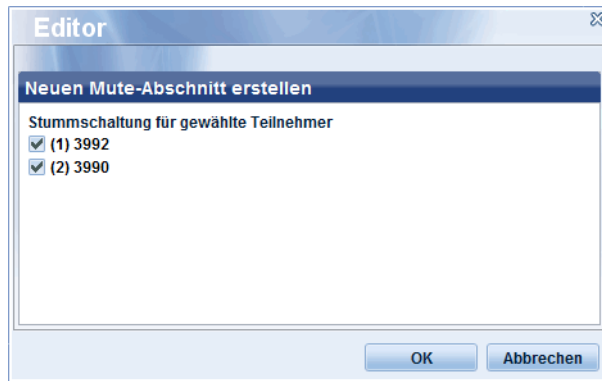 Editor
Neuen Mute-Abschnitt erstellen
Stummschaltung für gewählte Teilnehmer
(1) 3992
(2) 3990
OK
Abbrechen